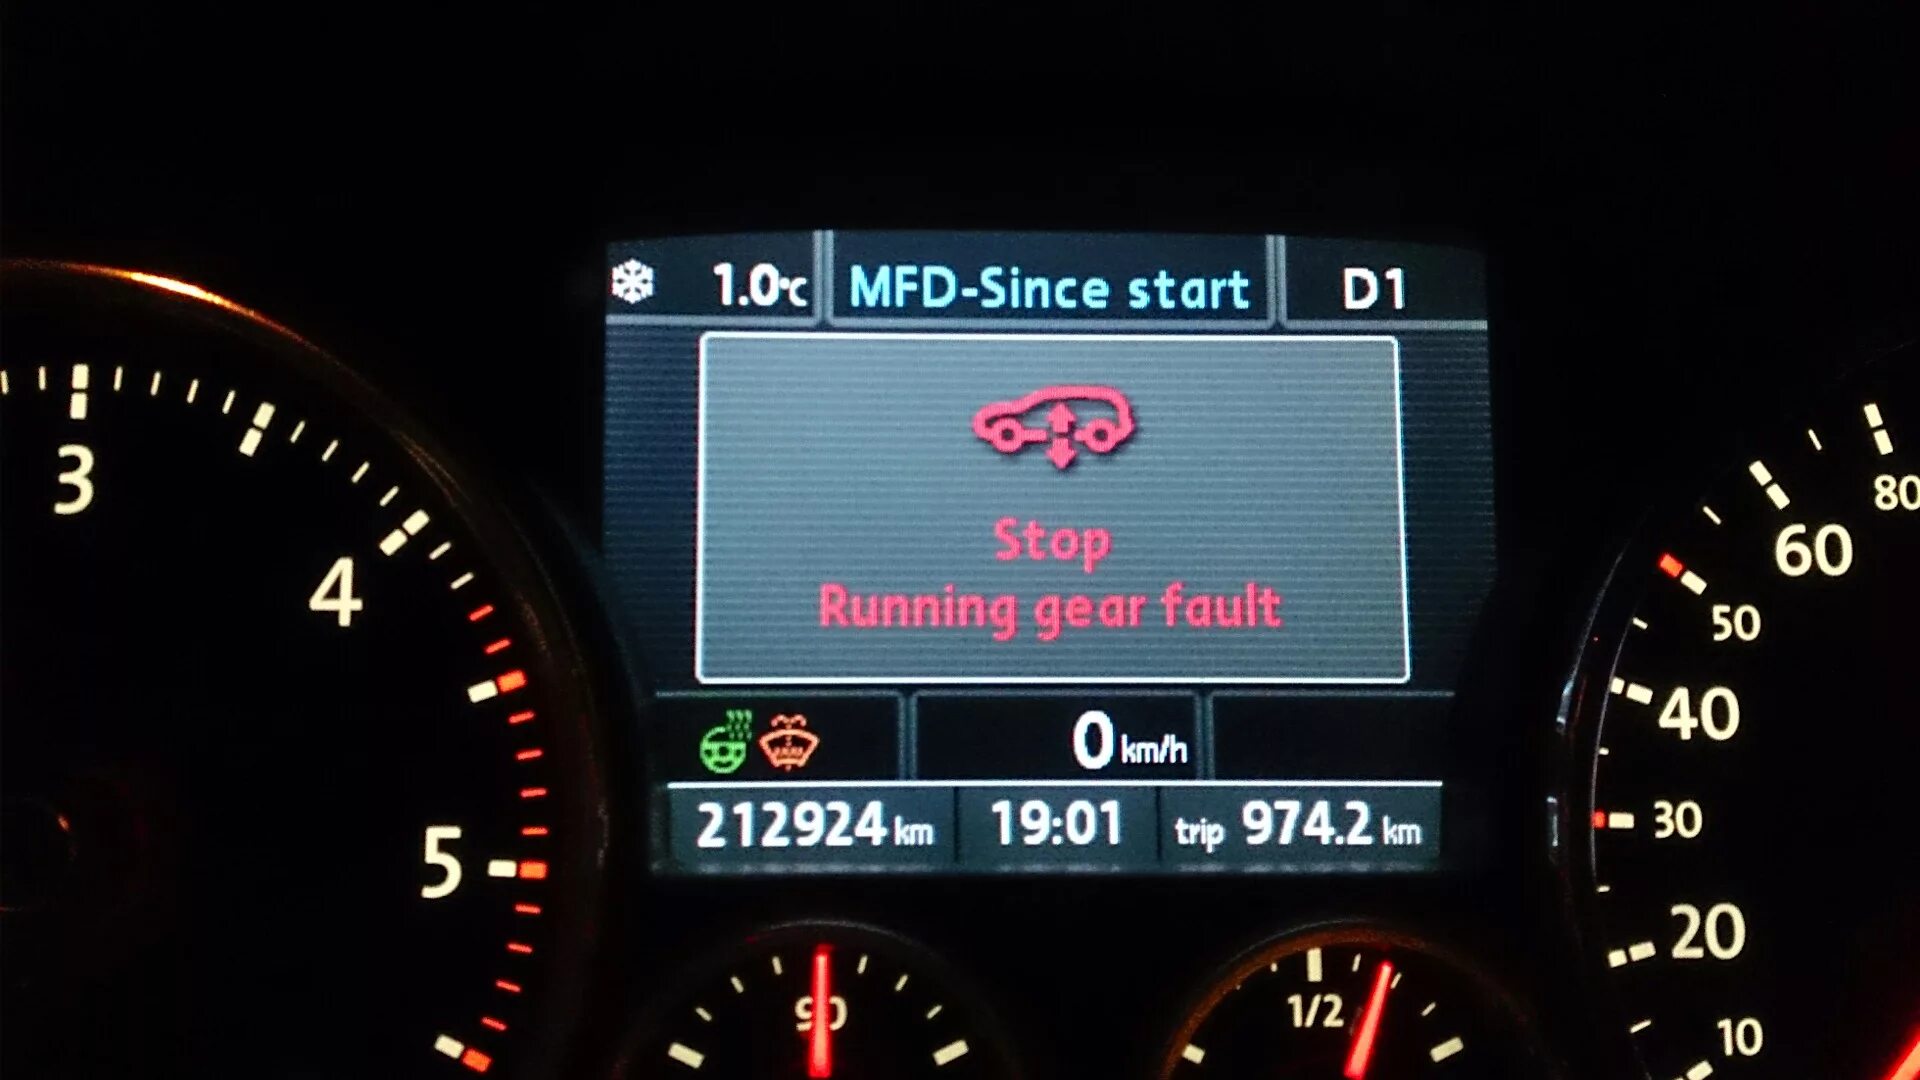 1.0°C MFD-Since start D1
Stop
Running gear fault
0 km/h
212924 km 19:01 trip 974.2 km
3
4
5
90
1/2
80
60
50
40
30
20
10